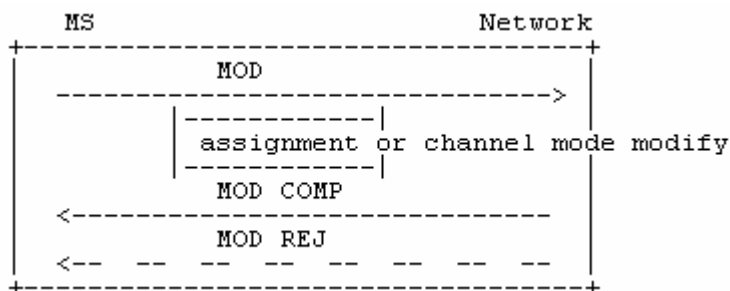 MS Network
MOD
assignment or channel mode modify
MOD COMP
MOD REJ